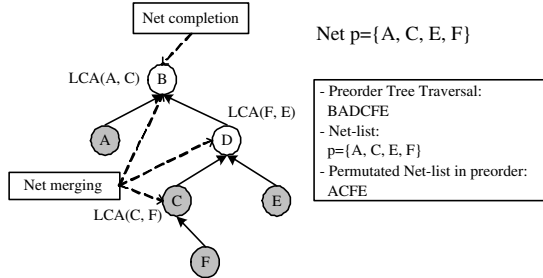 Net completion
Net p={A, C, E, F}
LCA(A, C)
B
LCA(F, E)
A
D
Net merging
LCA(C, F)
C
E
F
- Preorder Tree Traversal:
BADCFE
- Net-list:
p={A, C, E, F}
- Permutated Net-list in preorder:
ACFE